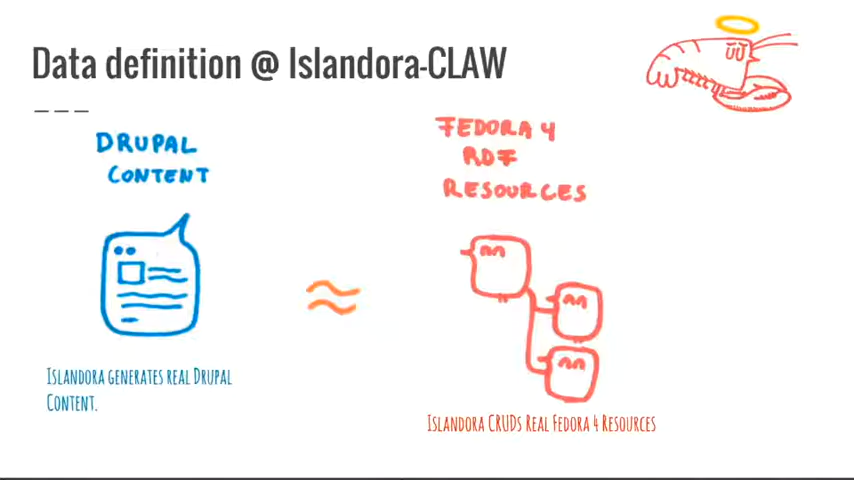 Data definition @ Islandora-CLAW
DRUPAL
CONTENT
FEDORA 4
RDF
RESOURCES
Islandora generates real Drupal
Content.
Islandora CRUDs Real Fedora 4 Resources